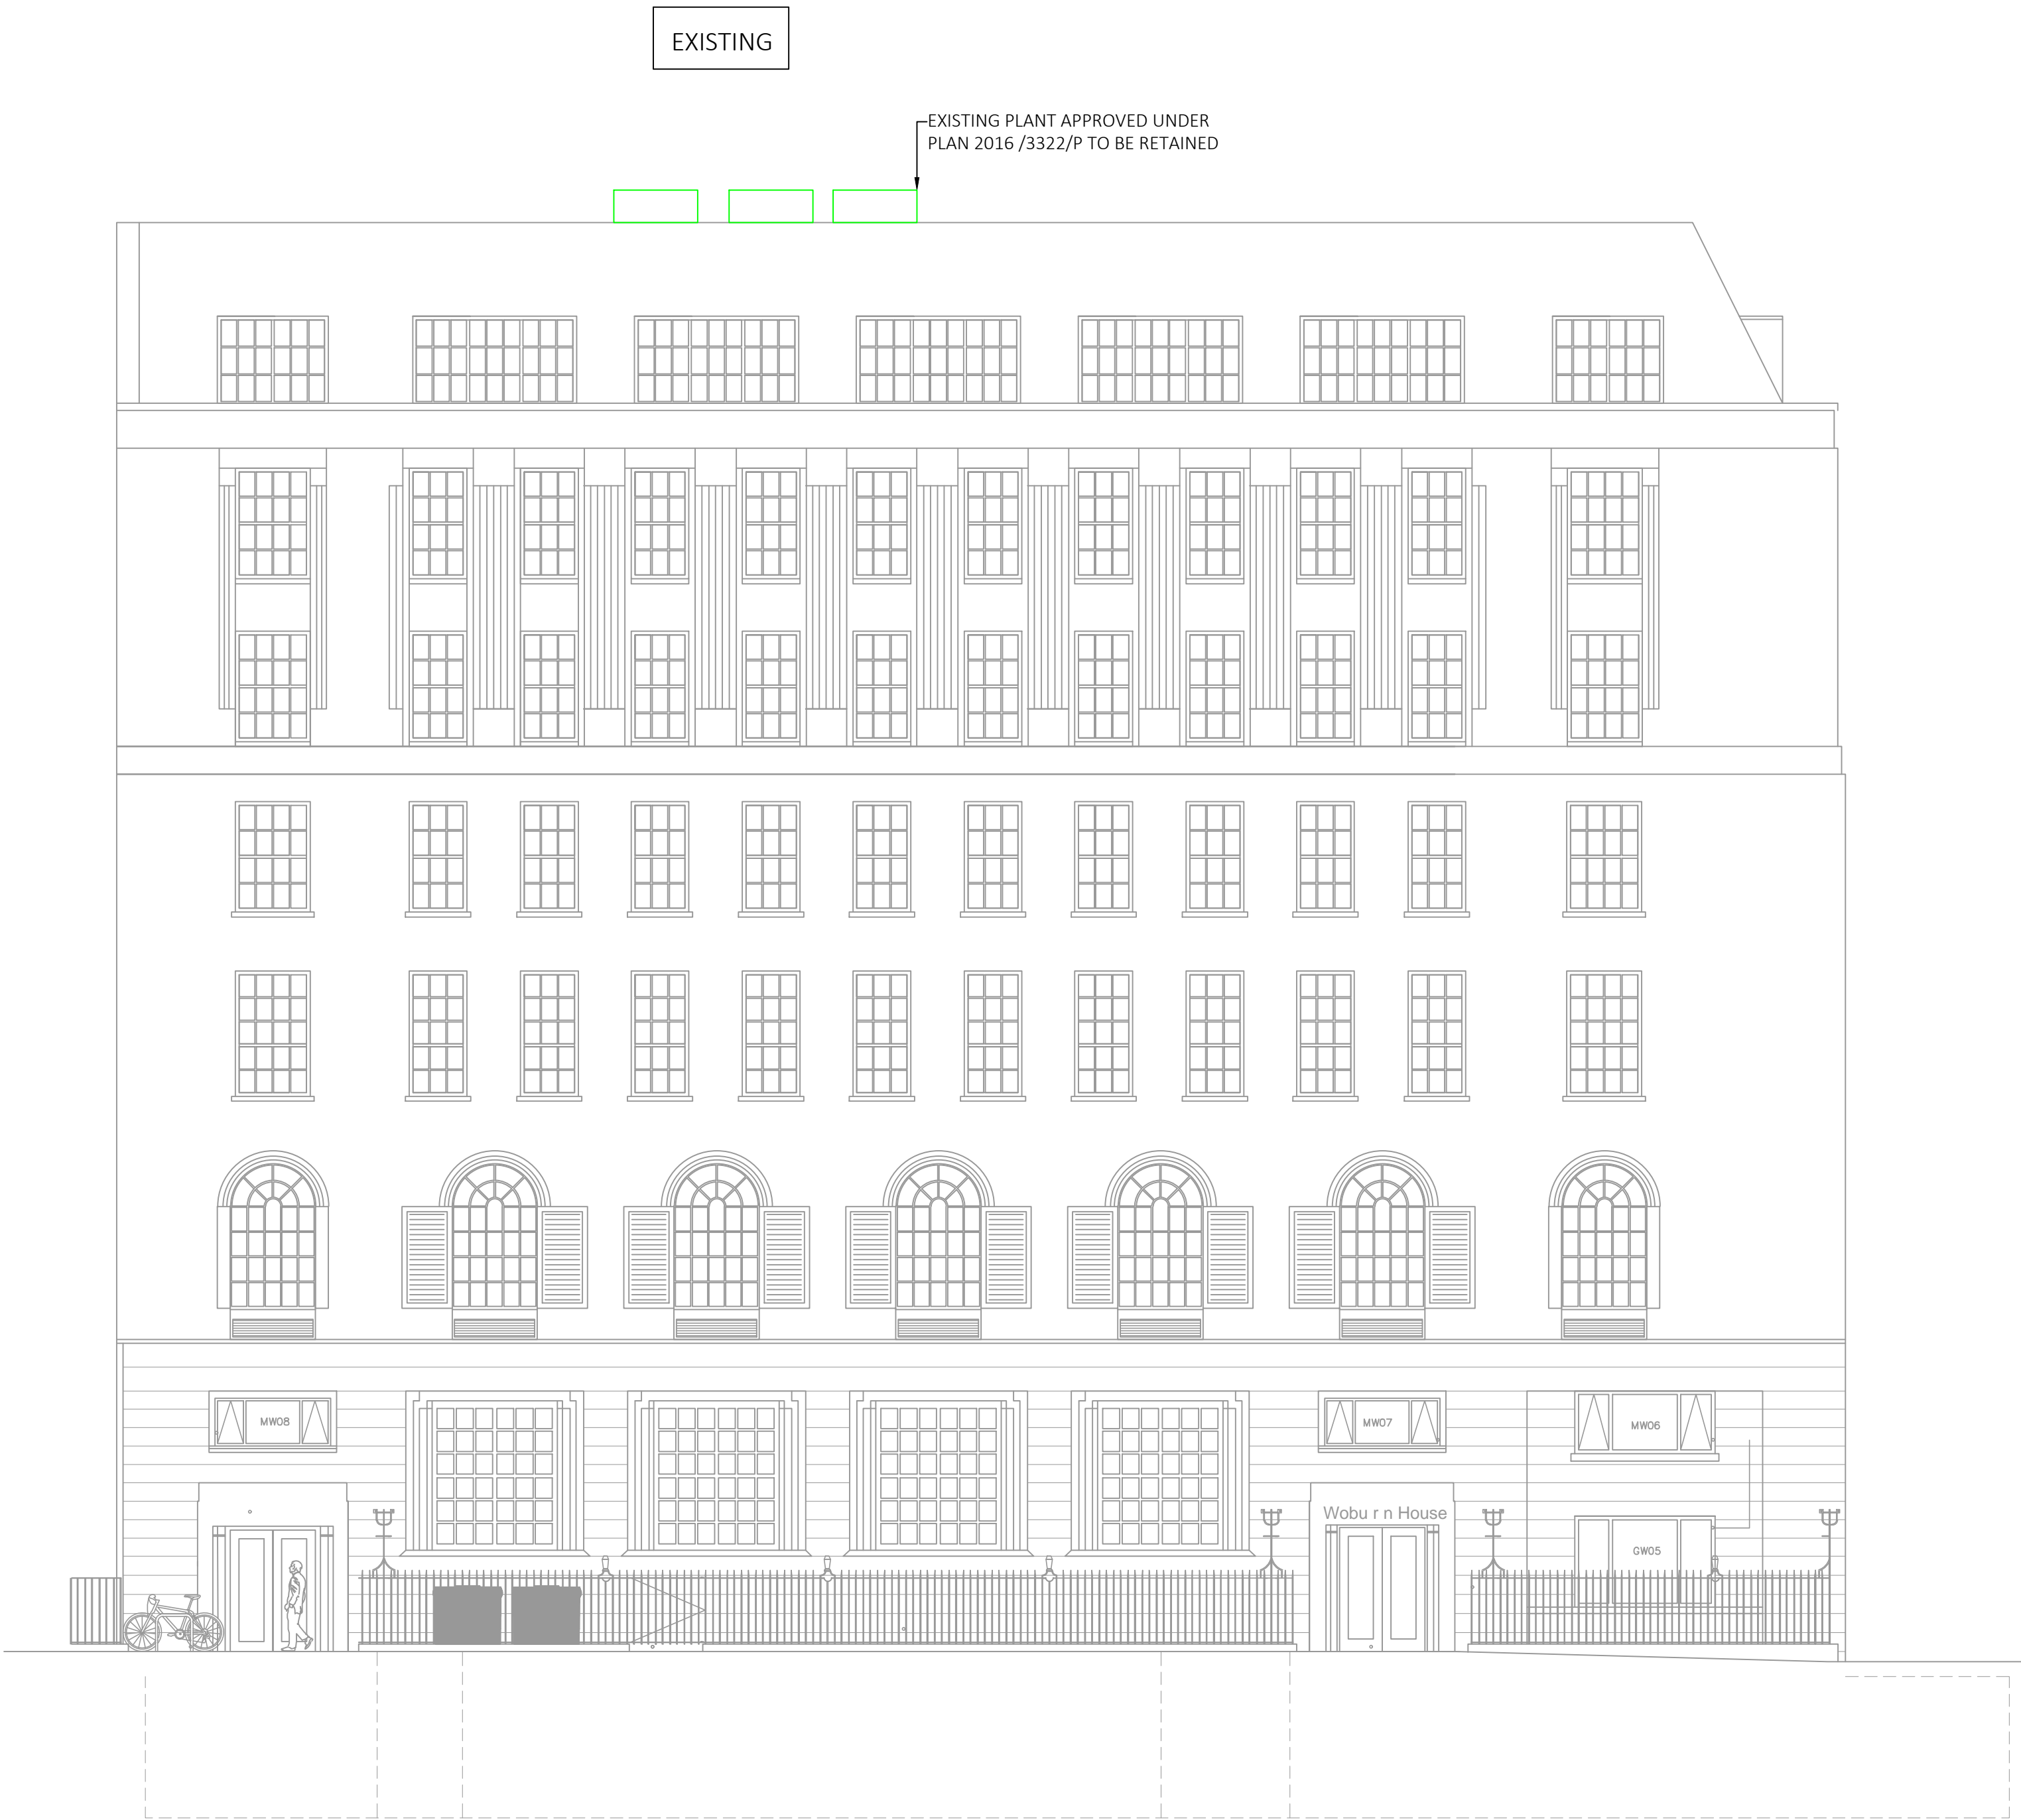 EXISTING
EXISTING PLANT APPROVED UNDER
PLAN 2016 /3322/P TO BE RETAINED
MW08
MW07
MW06
Wobu r n House
GW05